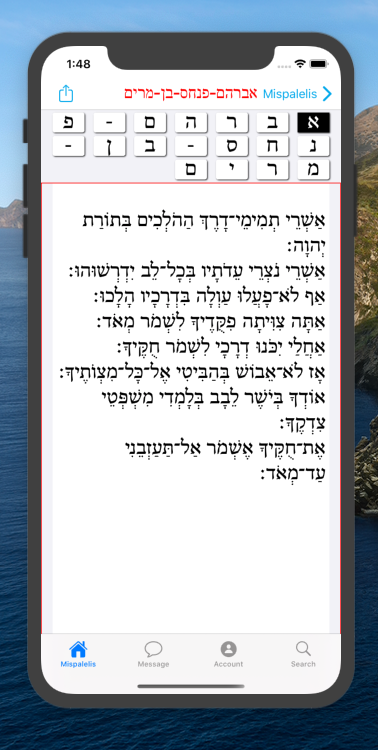 1:48
Mispalelis אברהם-פנחס-בן-מרים
א ב ר ה ם - פ
נ ח ס - ב ן -
מ ר י ם
אַשְׁרֵי תְמִימֵי־דָרֶךְ הַהֹלְכִים בְּתוֹרַת
יְהוָה:
אַשְׁרֵי נֹצְרֵי עֵדֹתָיו בְּכָל־לֵב יִדְרְשׁוּהוּ:
אַף לֹא־פָעֲלוּ עַוְלָה בִּדְרָכָיו הָלָכוּ:
אַתָּה צִוִּיתָה פִקֻּדֶיךָ לִשְׁמֹר מְאֹד:
אַחֲלַי יִכֹּנוּ דְרָכָי לִשְׁמֹר חֻקֶּיךָ:
אָז לֹא־אֵבוֹשׁ בְּהַבִּיטִי אֶל־כָּל־מִצְוֹתֶיךָ:
אוֹדְךָ בְּיֹשֶׁר לֵבָב בְּלָמְדִי מִשְׁפְּטֵי
צִדְקֶךָ:
אֶת־חֻקֶּיךָ אֶשְׁמֹר אַל־תַּעַזְבֵנִי
עַד־מְאֹד:
Mispalelis
Message
Account
Search